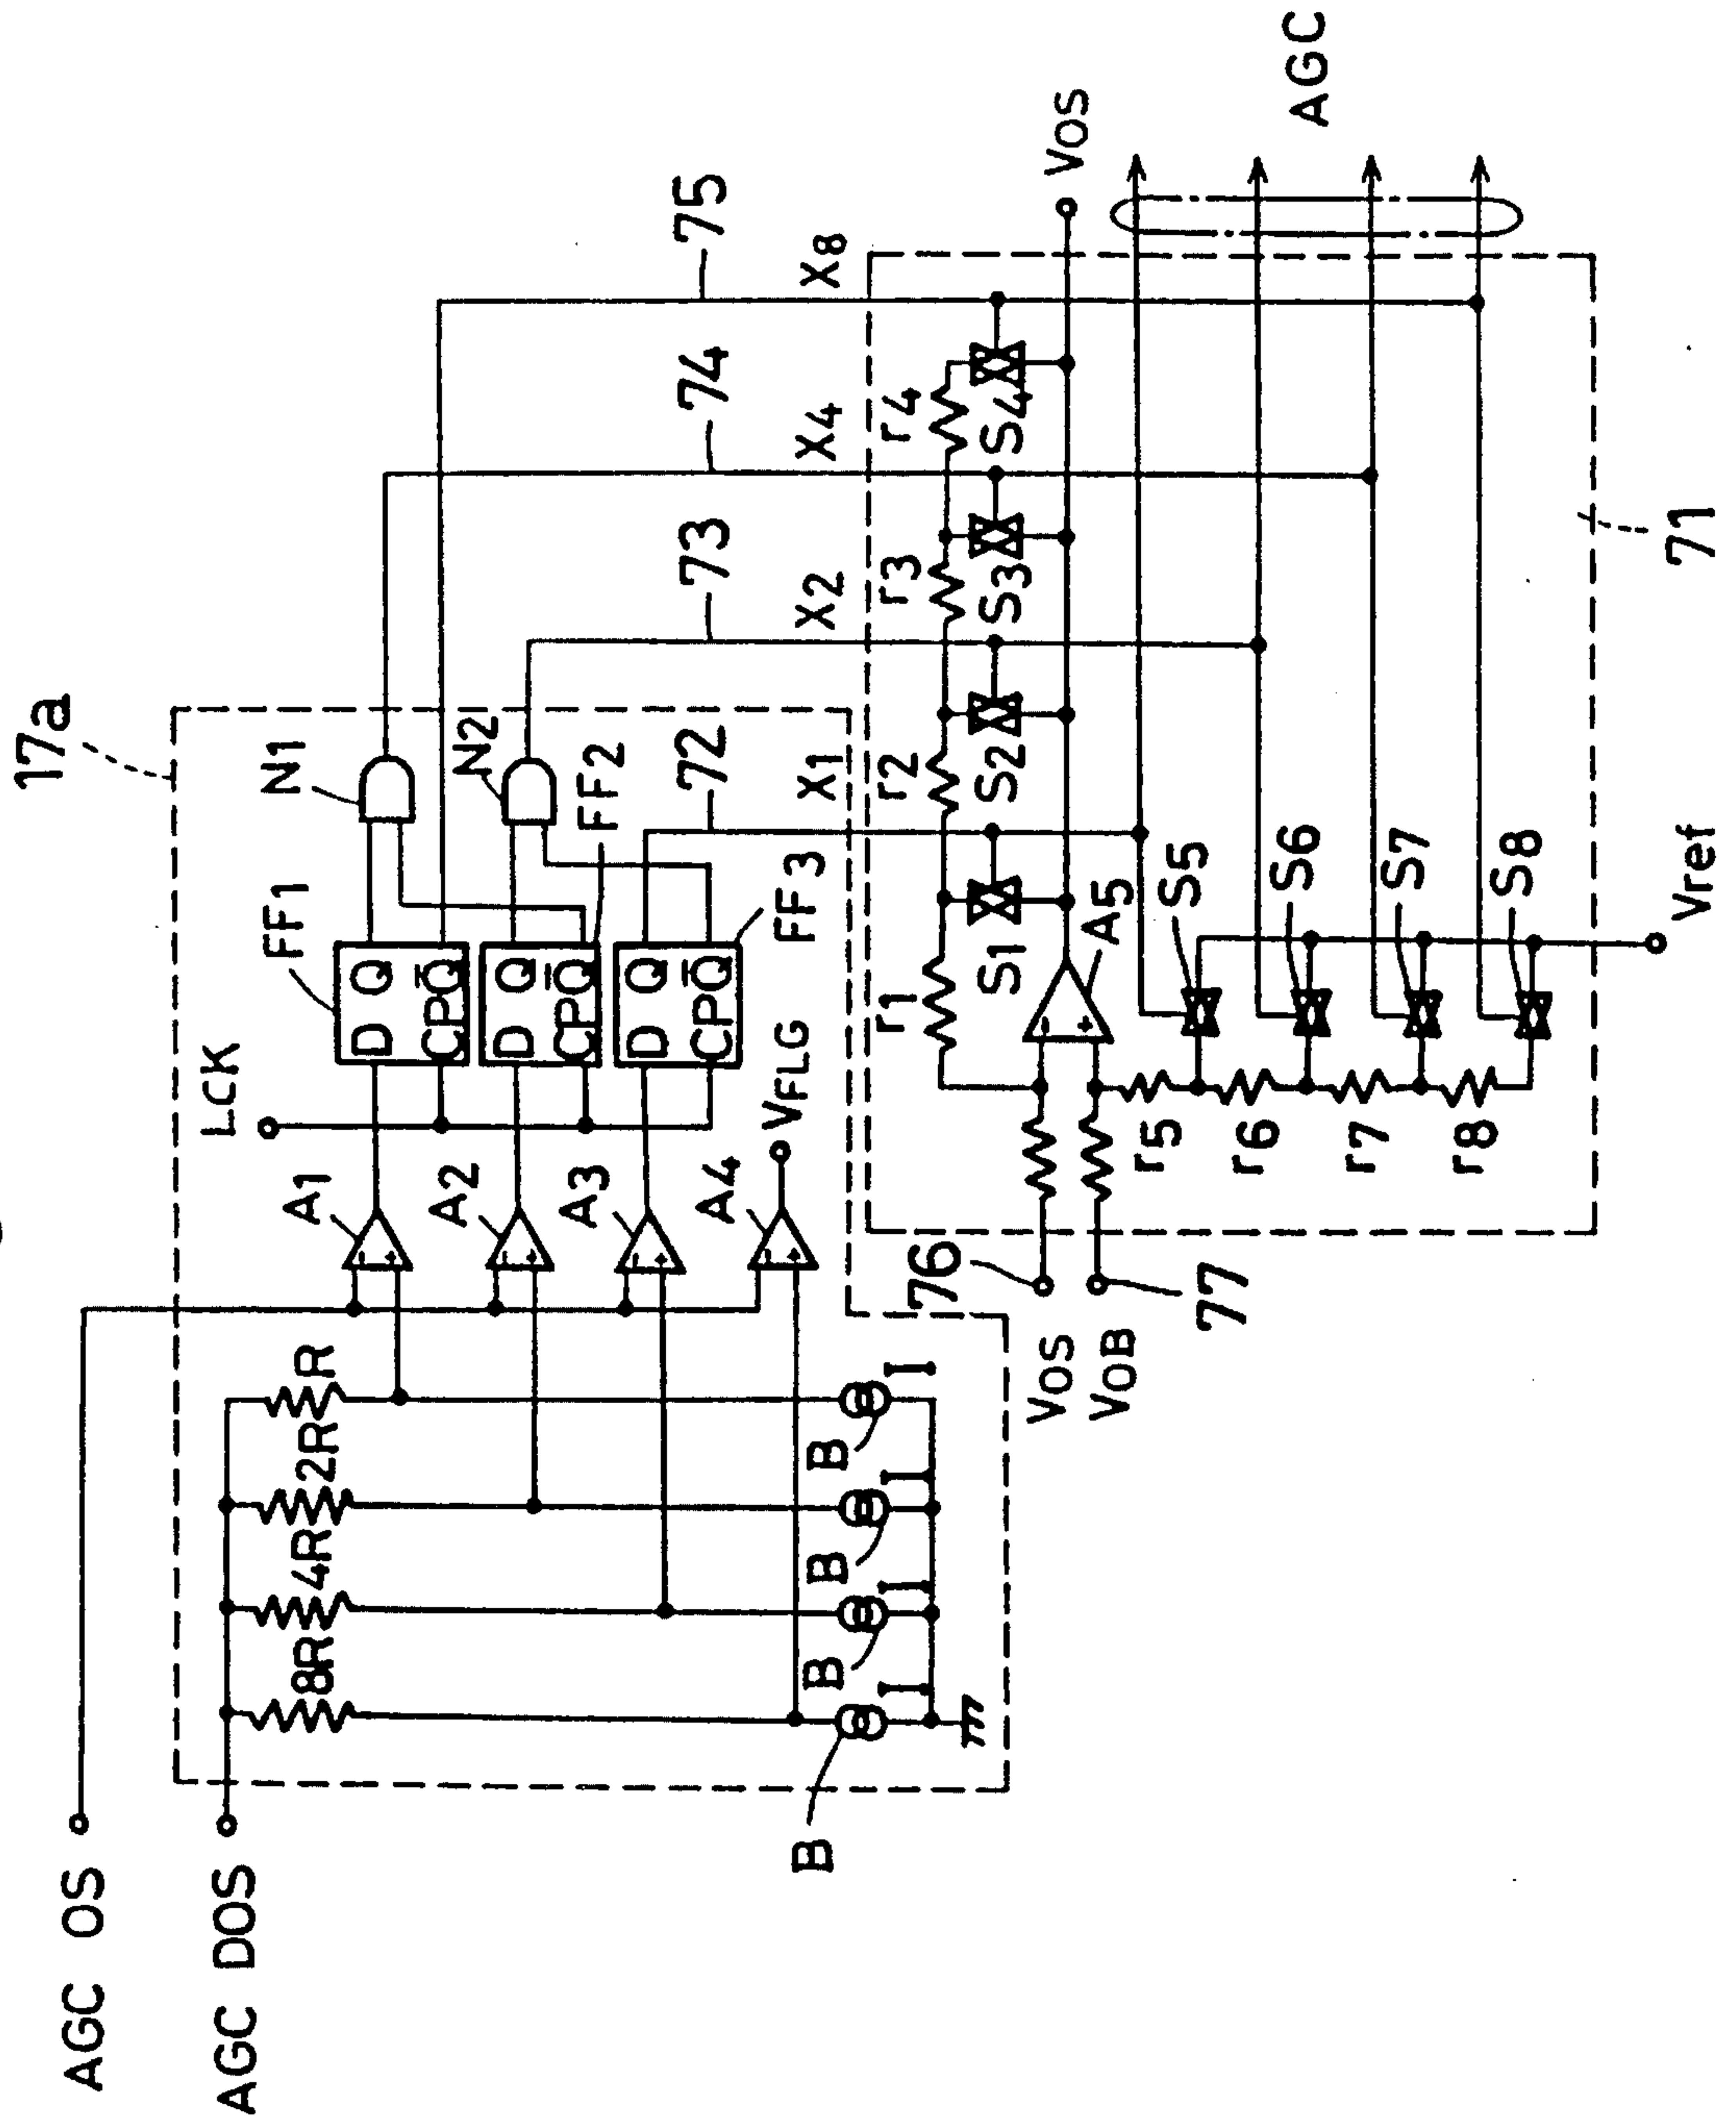 17a
AGC OS
AGC DOS
8R
4R
2R
R
B
B
B
B
I
I
I
I
A1
A2
A3
A4
LCK
VFLG
FF1
D Q
CP Q̅
D Q
CP Q̅
FF2
D Q
CP Q̅
FF3
N1
N2
72
73
74
75
X1
X2
X4
X8
r1
r2
r3
r4
S1
S2
S3
S4
VOS
76
VOS
VOB
77
A5
- +
- +
- +
- +
- +
r5
r6
r7
r8
S5
S6
S7
S8
Vref
71
AGC